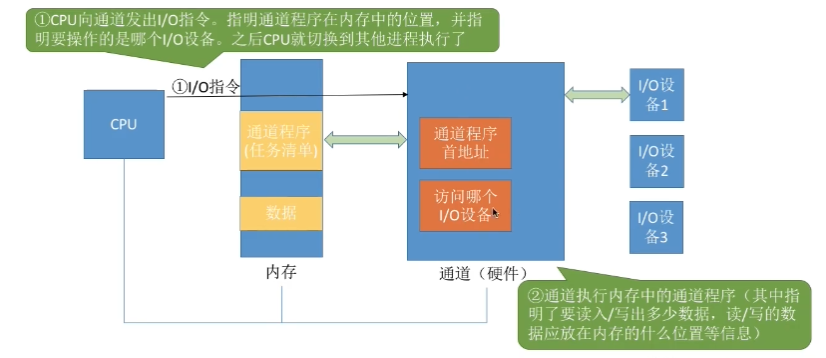 ①CPU向通道发出I/O指令。指明通道程序在内存中的位置，并指
明要操作的是哪个I/O设备。之后CPU就切换到其他进程执行了
①I/O指令
CPU
通道程序
(任务清单)
数据
内存
通道程序
首地址
访问哪个
I/O设备
通道（硬件）
I/O设
备1
I/O设
备2
I/O设
备3
②通道执行内存中的通道程序（其中指
明了要读入/写出多少数据，读/写的数
据应放在内存的什么位置等信息）